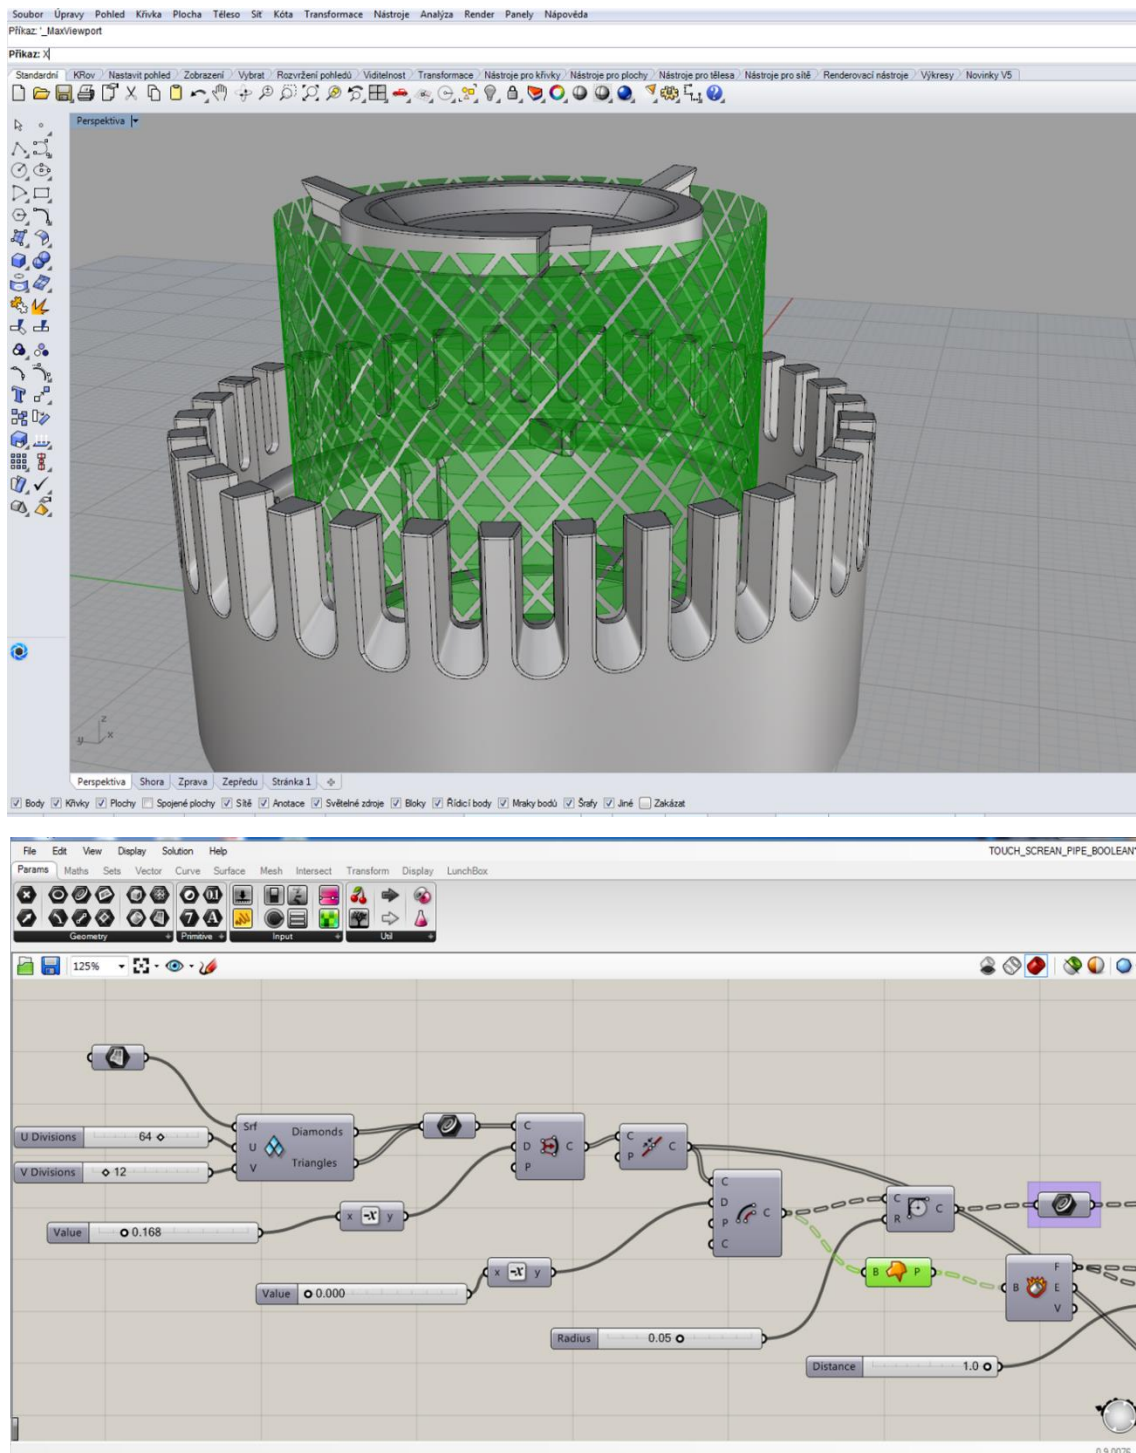 Soubor Úpravy Pohled Křivka Plocha Těleso Síť Kóta Transformace Nástroje Analýza Render Panely Nápověda
Příkaz: '_MaxViewport
Příkaz: X
Standardní KRov Nastavit pohled Zobrazení Vybrat Rozvržení pohledů Viditelnost Transformace Nástroje pro křivky Nástroje pro plochy Nástroje pro tělesa Nástroje pro sítě Renderovací nástroje Výkresy Novinky V5
Perspektiva
z
y x
Perspektiva Shora Zprava Zepředu Stránka 1
Body Křivky Plochy Spojené plochy Sítě Anotace Světelné zdroje Bloky Řídicí body Mraky bodů Šrafy Jiné Zakázat
File Edit View Display Solution Help TOUCH_SCREAN_PIPE_BOOLEAN*
Params Maths Sets Vector Curve Surface Mesh Intersect Transform Display LunchBox
Geometry Primitive Input Util
125%
Srf Diamonds
U Divisions 64 U
V Triangles
V Divisions 12
C
D C
P
C C
P
C
D C
P
C
C C
R
Value 0.168 x -x y
B P
F
B E
V
Value 0.000 x -x y
Radius 0.05
Distance 1.0
0.9.0076